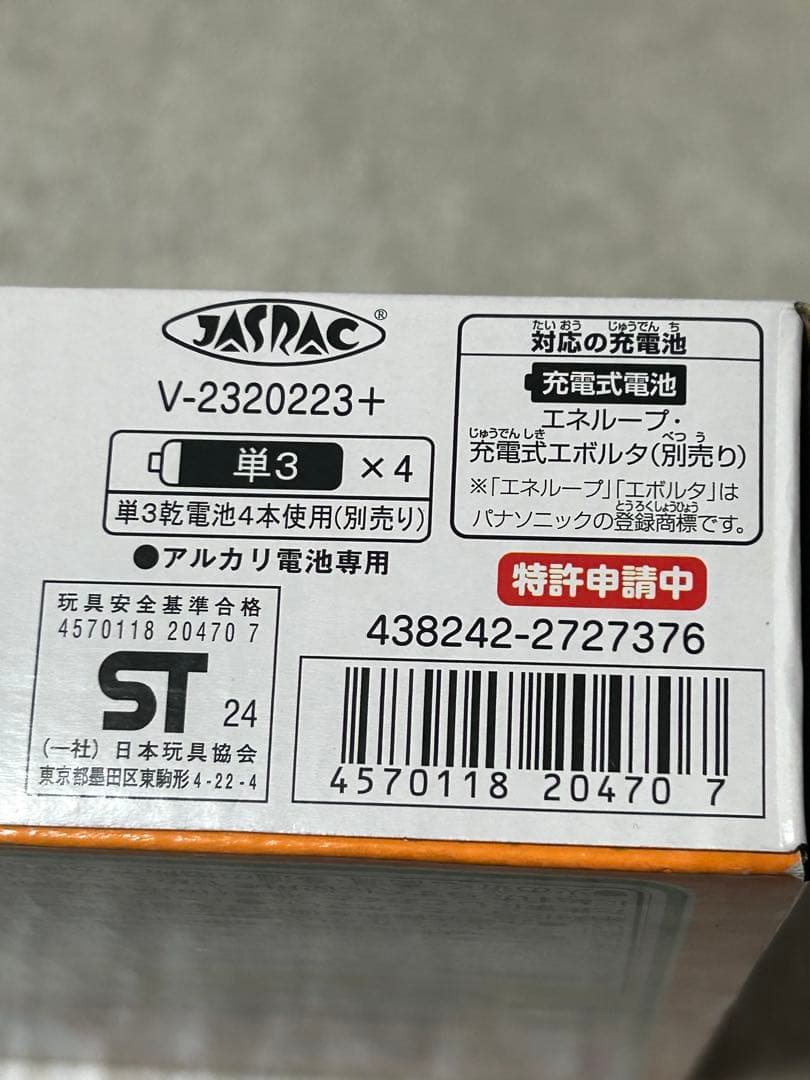 JASRAC®
V-2320223+
単3 ×4
単3乾電池4本使用(別売り)
●アルカリ電池専用
たいおう じゅうでんち
対応の充電池
充電式電池
エネループ・
じゅうでんしき べつう
充電式エボルタ(別売り)
※「エネループ」「エボルタ」は
とうろくしょうひょう
パナソニックの登録商標です。
特許申請中
438242-2727376
玩具安全基準合格
4570118 20470 7
ST 24
(一社)日本玩具協会
東京都墨田区東駒形4-22-4
4570118 20470 7